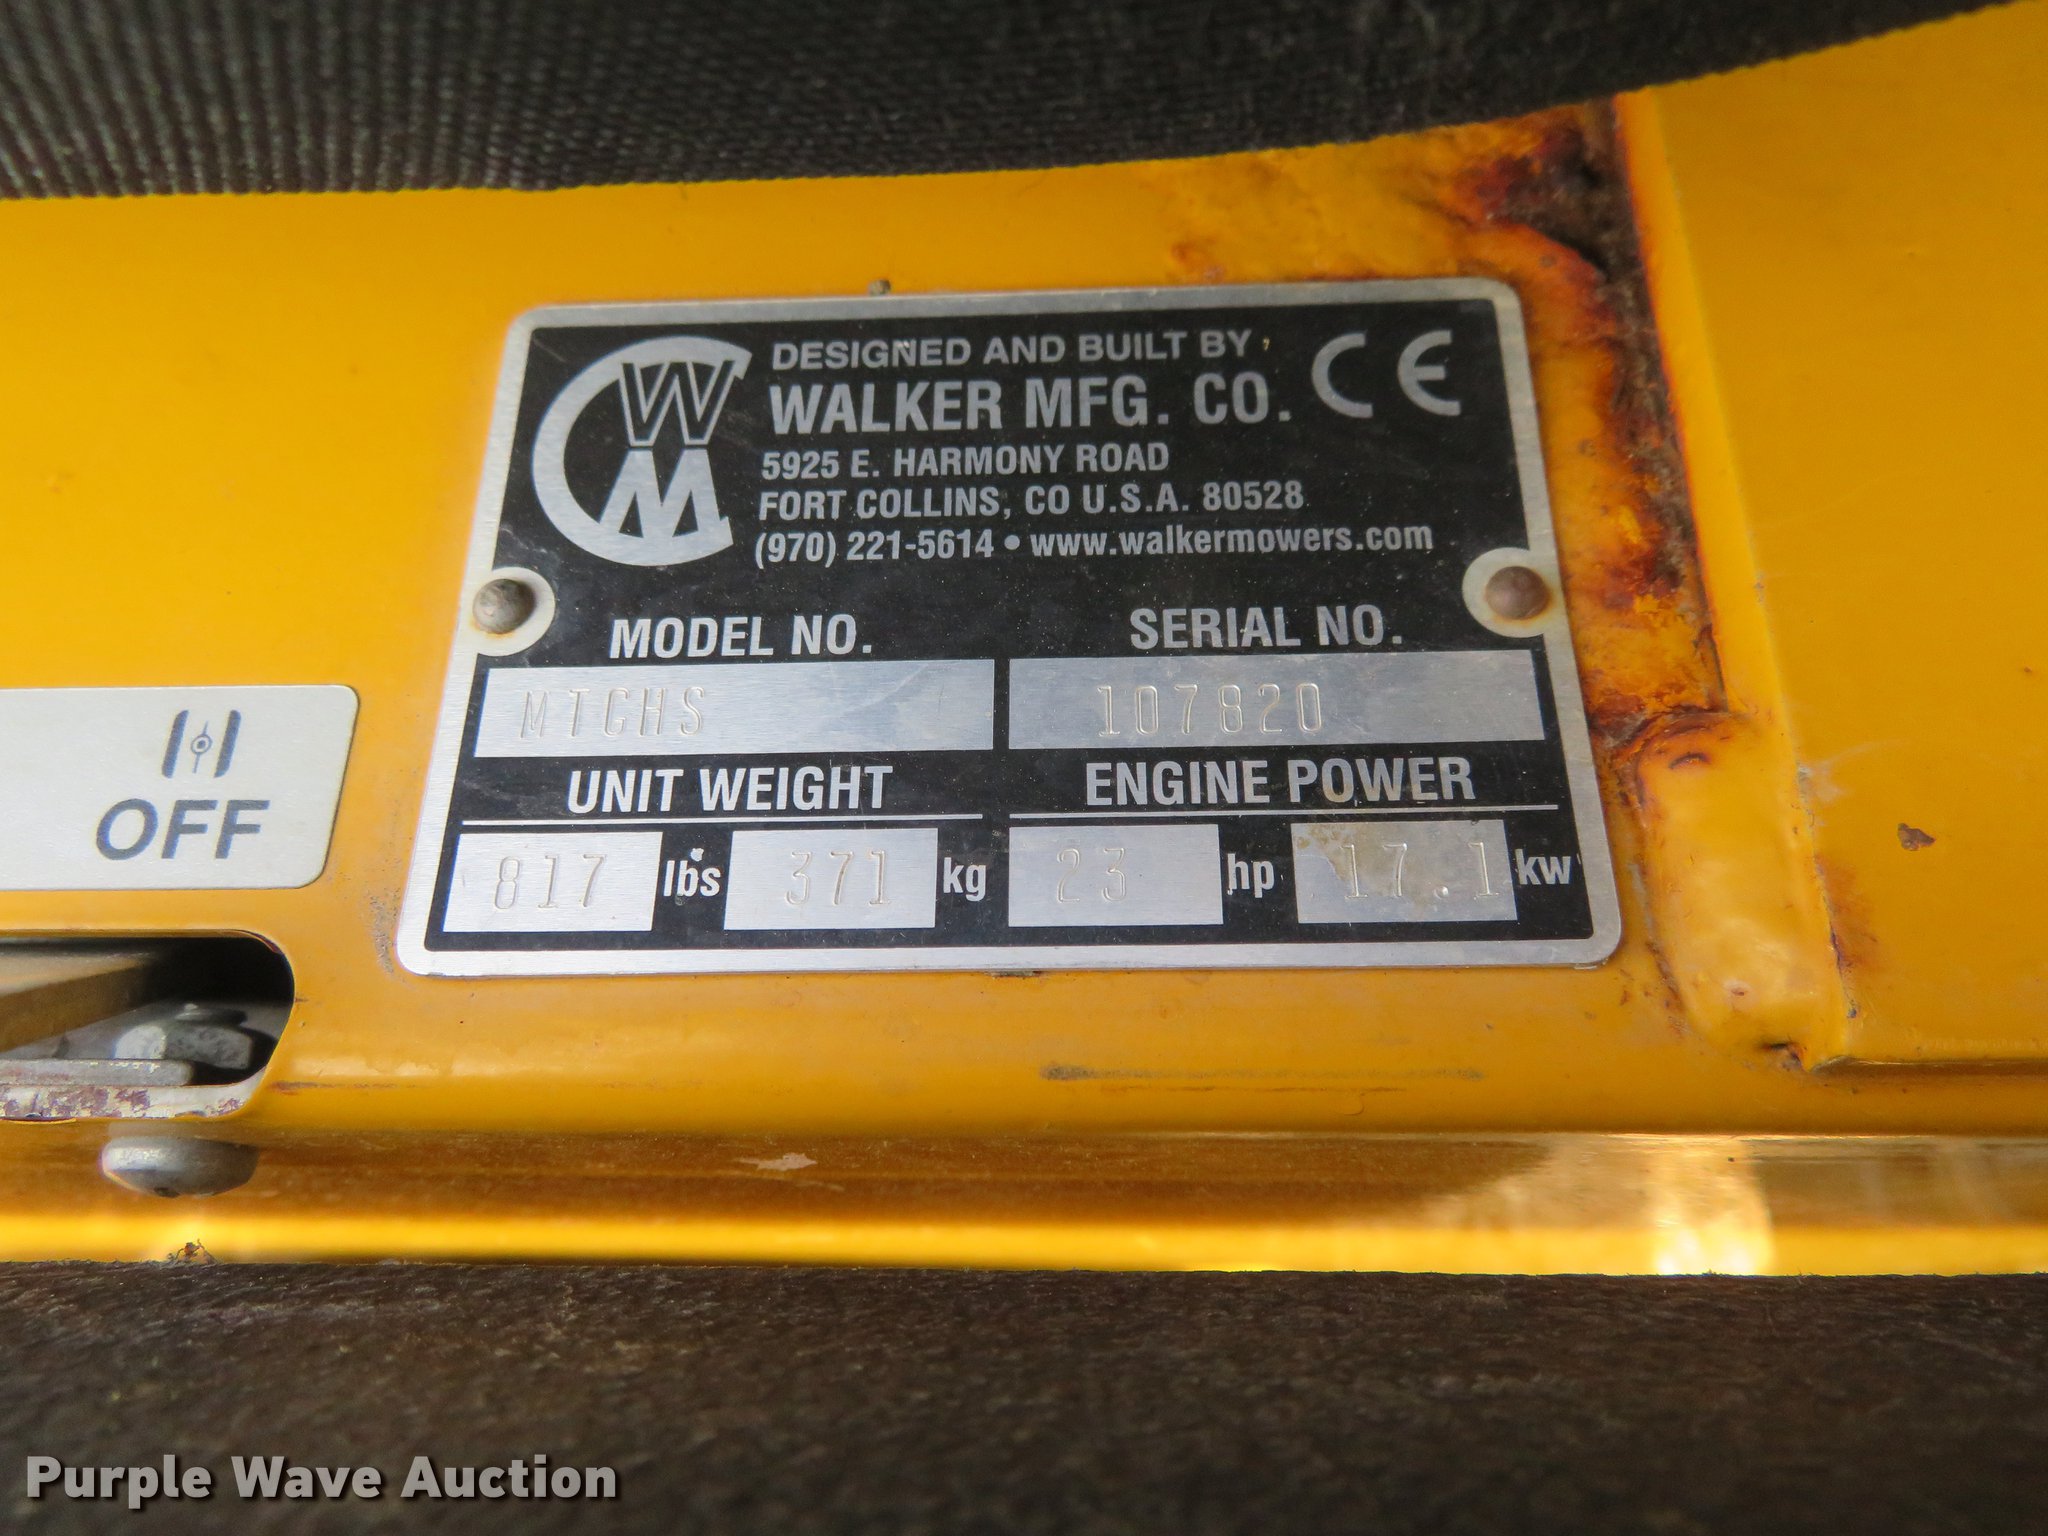 DESIGNED AND BUILT BY
WALKER MFG. CO. CE
5925 E. HARMONY ROAD
FORT COLLINS, CO U.S.A. 80528
(970) 221-5614 • www.walkermowers.com
WM
MODEL NO. SERIAL NO.
MTGHS 107820
UNIT WEIGHT ENGINE POWER
817 lbs 371 kg 23 hp 17.1 kw
OFF
Purple Wave Auction